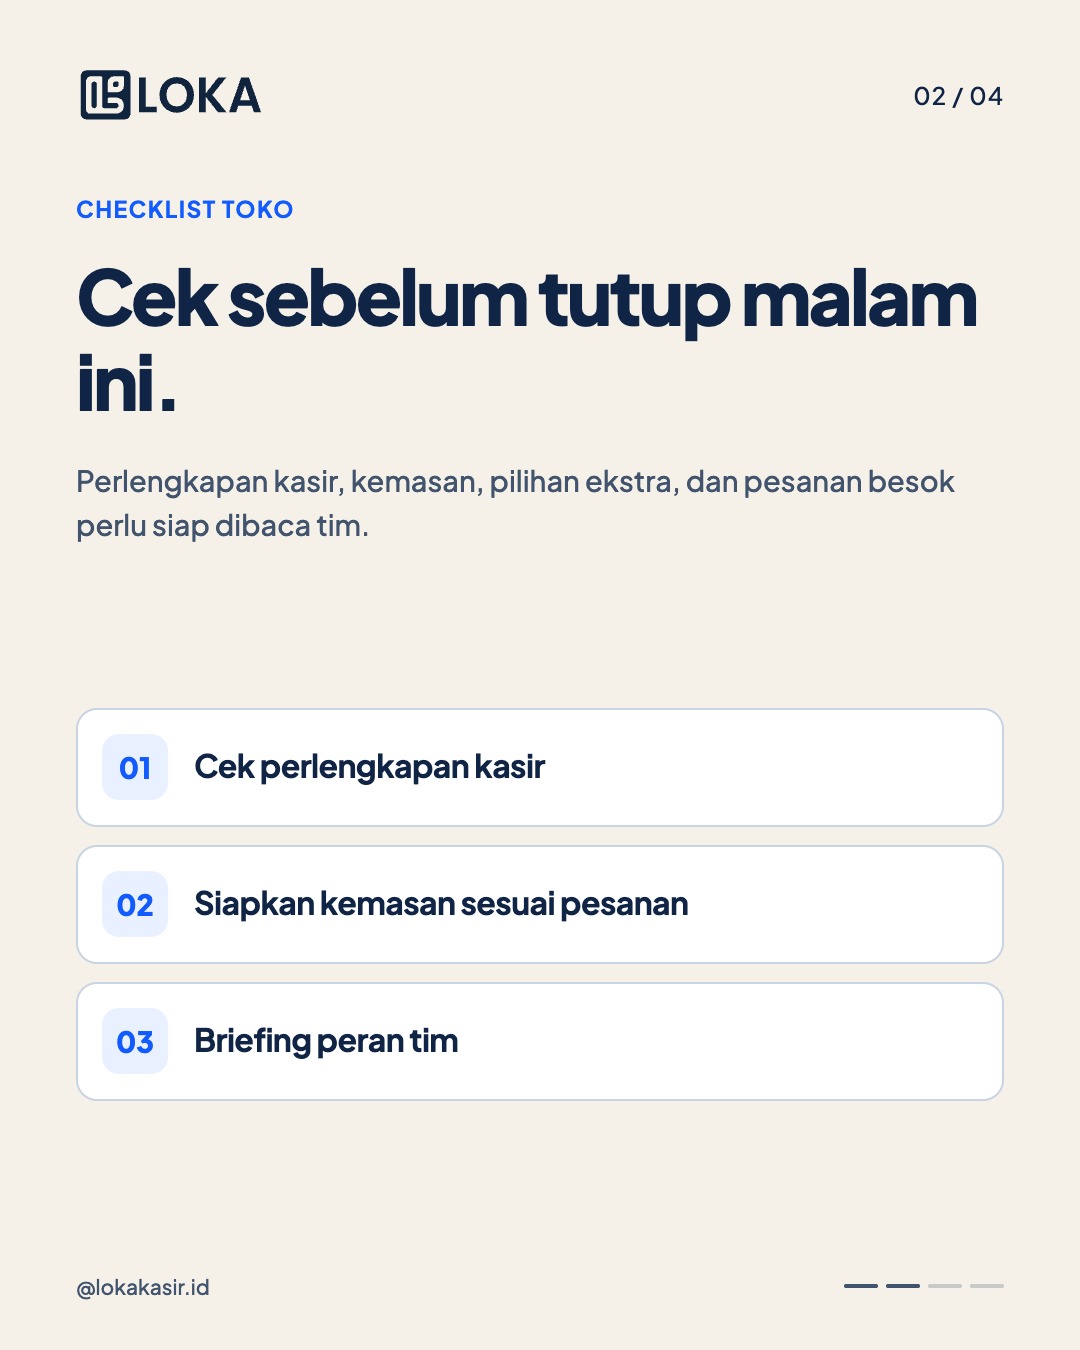 LOKA
02 / 04
CHECKLIST TOKO
Cek sebelum tutup malam
ini.
Perlengkapan kasir, kemasan, pilihan ekstra, dan pesanan besok
perlu siap dibaca tim.
01 Cek perlengkapan kasir
02 Siapkan kemasan sesuai pesanan
03 Briefing peran tim
@lokakasir.id